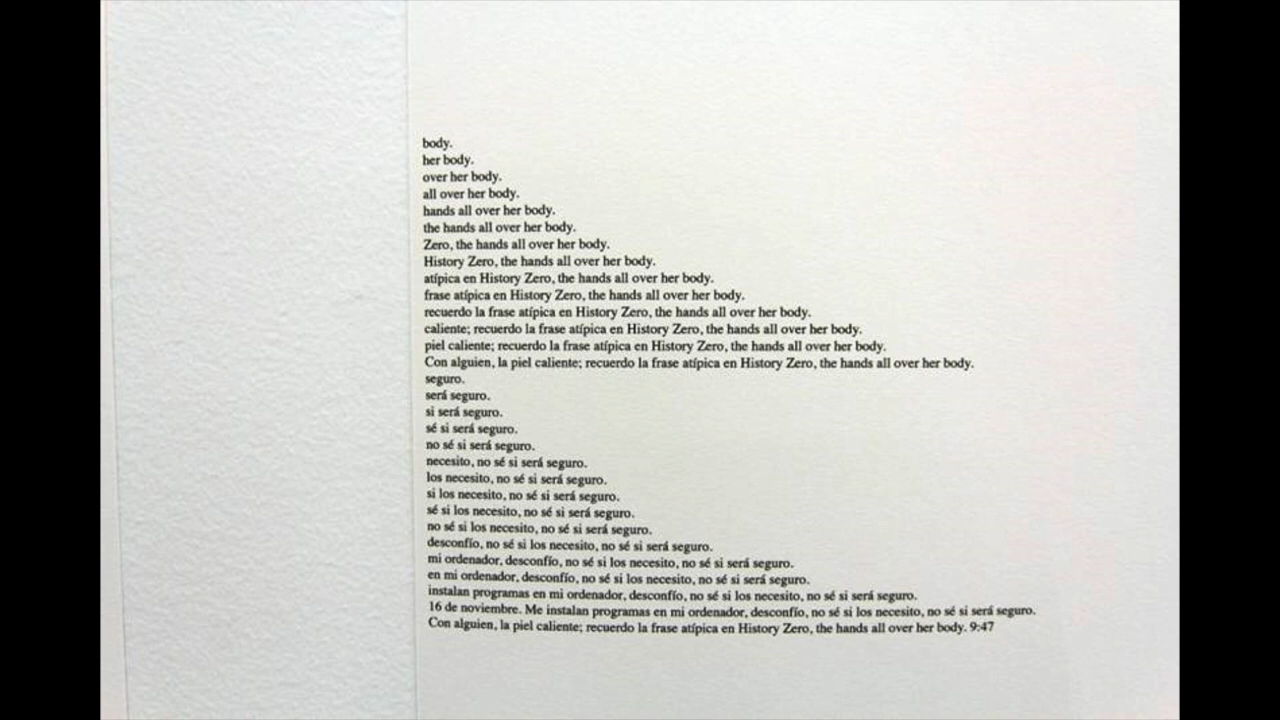 body.
her body.
over her body.
all over her body.
hands all over her body.
the hands all over her body.
Zero, the hands all over her body.
History Zero, the hands all over her body.
atípica en History Zero, the hands all over her body.
frase atípica en History Zero, the hands all over her body.
recuerdo la frase atípica en History Zero, the hands all over her body.
caliente; recuerdo la frase atípica en History Zero, the hands all over her body.
piel caliente; recuerdo la frase atípica en History Zero, the hands all over her body.
Con alguien, la piel caliente; recuerdo la frase atípica en History Zero, the hands all over her body.
seguro.
será seguro.
si será seguro.
sé si será seguro.
no sé si será seguro.
necesito, no sé si será seguro.
los necesito, no sé si será seguro.
si los necesito, no sé si será seguro.
sé si los necesito, no sé si será seguro.
no sé si los necesito, no sé si será seguro.
desconfío, no sé si los necesito, no sé si será seguro.
mi ordenador, desconfío, no sé si los necesito, no sé si será seguro.
en mi ordenador, desconfío, no sé si los necesito, no sé si será seguro.
instalan programas en mi ordenador, desconfío, no sé si los necesito, no sé si será seguro.
16 de noviembre. Me instalan programas en mi ordenador, desconfío, no sé si los necesito, no sé si será seguro.
Con alguien, la piel caliente; recuerdo la frase atípica en History Zero, the hands all over her body. 9:47